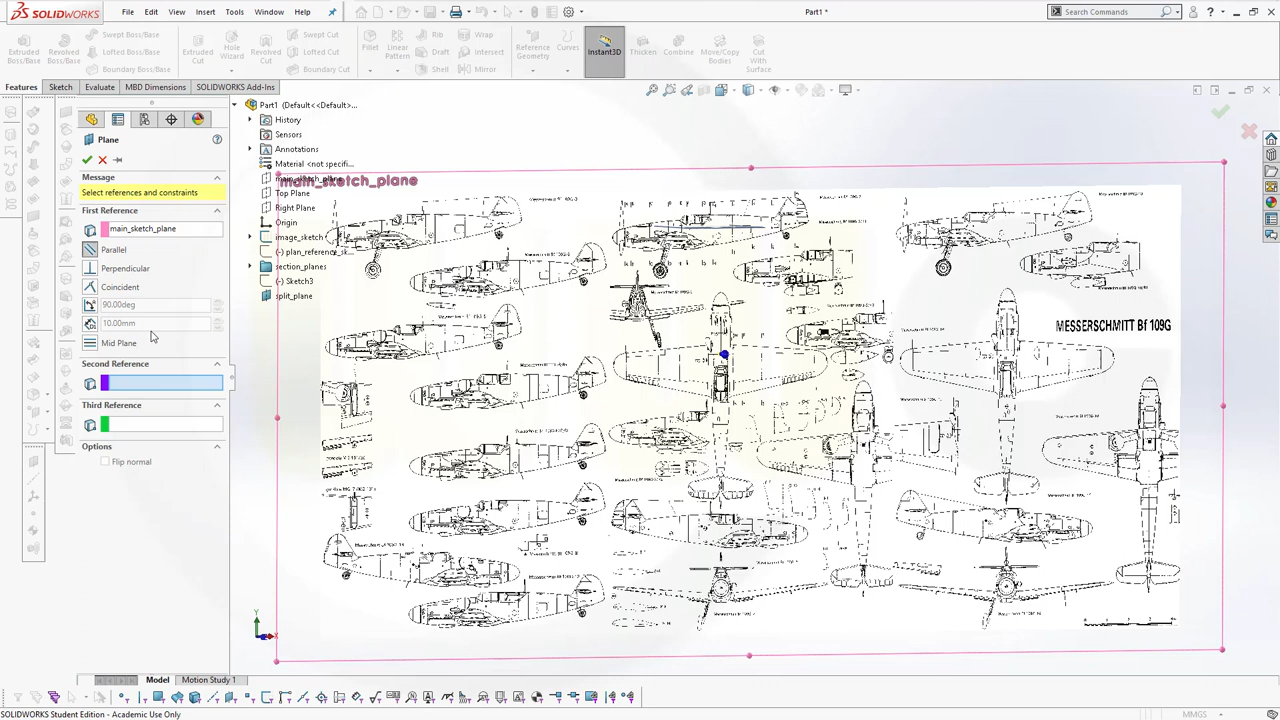 SOLIDWORKS File Edit View Insert Tools Window Help Part1 * Search Commands
Extruded Boss/Base
Revolved Boss/Base
Swept Boss/Base
Lofted Boss/Base
Boundary Boss/Base
Extruded Cut
Hole Wizard
Revolved Cut
Swept Cut
Lofted Cut
Boundary Cut
Fillet
Linear Pattern
Rib
Draft
Shell
Wrap
Intersect
Mirror
Reference Geometry
Curves
Instant3D
Thicken
Combine
Move/Copy Bodies
Cut With Surface
Features Sketch Evaluate MBD Dimensions SOLIDWORKS Add-Ins
Plane
Message
Select references and constraints
First Reference
main_sketch_plane
Parallel
Perpendicular
Coincident
90.00deg
10.00mm
Mid Plane
Second Reference
Third Reference
Options
Flip normal
Part1 (Default<<Default>...
History
Sensors
Annotations
Material <not specifi...
main_sketch_plane
Top Plane
Right Plane
Origin
image_sketch
(-) plan_reference_sk...
section_planes
(-) Sketch3
split_plane
main_sketch_plane
MESSERSCHMITT Bf 109G
Y
X
Model Motion Study 1
SOLIDWORKS Student Edition - Academic Use Only
MMGS